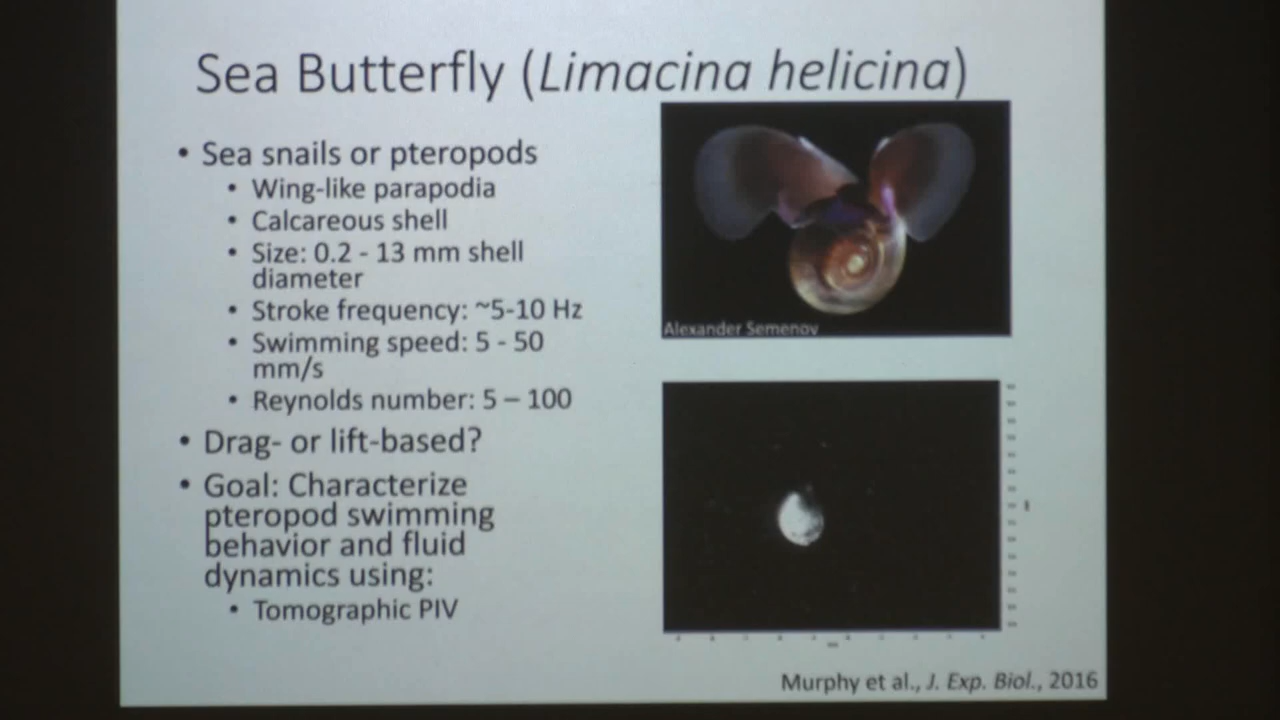 Sea Butterfly (Limacina helicina)
• Sea snails or pteropods
• Wing-like parapodia
• Calcareous shell
• Size: 0.2 - 13 mm shell
diameter
• Stroke frequency: ~5-10 Hz
• Swimming speed: 5 - 50
mm/s
• Reynolds number: 5 – 100
• Drag- or lift-based?
• Goal: Characterize
pteropod swimming
behavior and fluid
dynamics using:
• Tomographic PIV
Alexander Semenov
Murphy et al., J. Exp. Biol., 2016